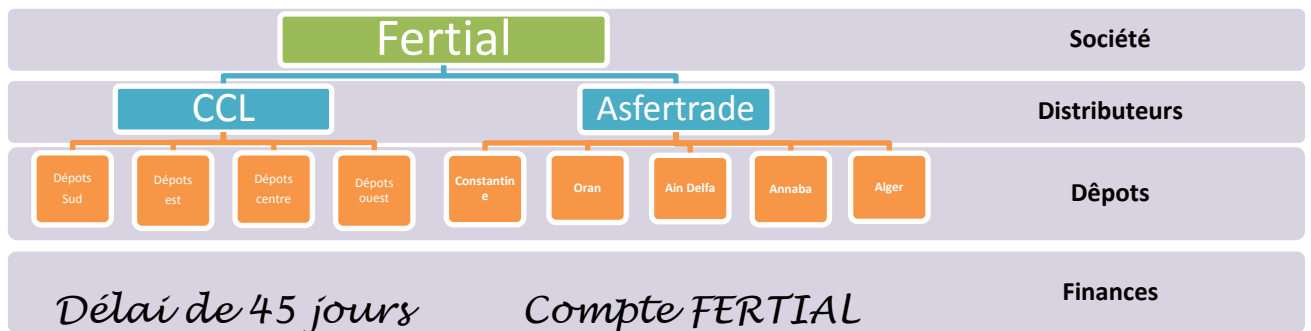 Fertial
Société
CCL
Asfertrade
Distributeurs
Dépots
Sud
Dépots
est
Dépots
centre
Dépots
ouest
Constantin
e
Oran
Ain Delfa
Annaba
Alger
Dêpots
Délai de 45 jours
Compte FERTIAL
Finances